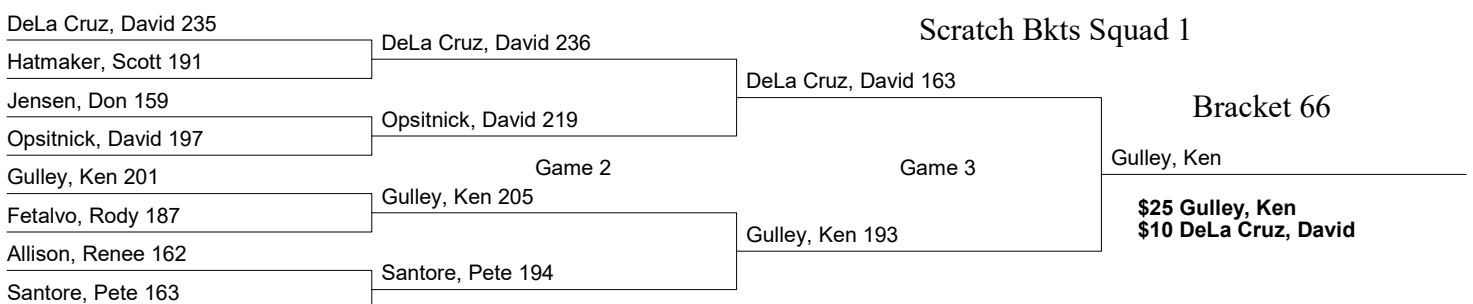 Scratch Bkts Squad 1
Bracket 66
DeLa Cruz, David 235
Hatmaker, Scott 191
Jensen, Don 159
Opsitnick, David 197
Gulley, Ken 201
Fetalvo, Rody 187
Allison, Renee 162
Santore, Pete 163
DeLa Cruz, David 236
Opsitnick, David 219
Game 2
Gulley, Ken 205
Santore, Pete 194
DeLa Cruz, David 163
Game 3
Gulley, Ken 193
Gulley, Ken
$25 Gulley, Ken
$10 DeLa Cruz, David